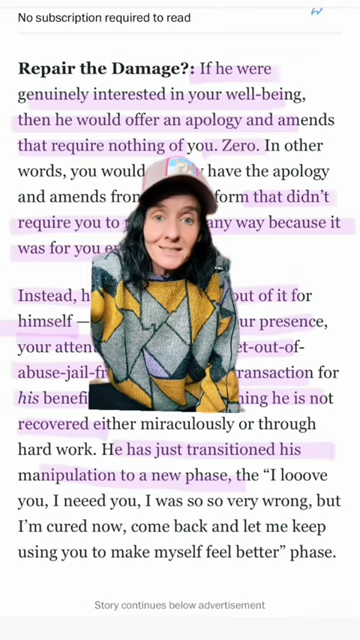 No subscription required to read
Repair the Damage?: If he were
genuinely interested in your well-being,
then he would offer an apology and amends
that require nothing of you. Zero. In other
words, you would have the apology
and amends from form that didn't
require you to any way because it
was for you
Instead, h out of it for
himself — ur presence,
your atten et-out-of-
abuse-jail-fr ransaction for
his benefi ning he is not
recovered either miraculously or through
hard work. He has just transitioned his
manipulation to a new phase, the “I looove
you, I neeed you, I was so so very wrong, but
I'm cured now, come back and let me keep
using you to make myself feel better” phase.
Story continues below advertisement